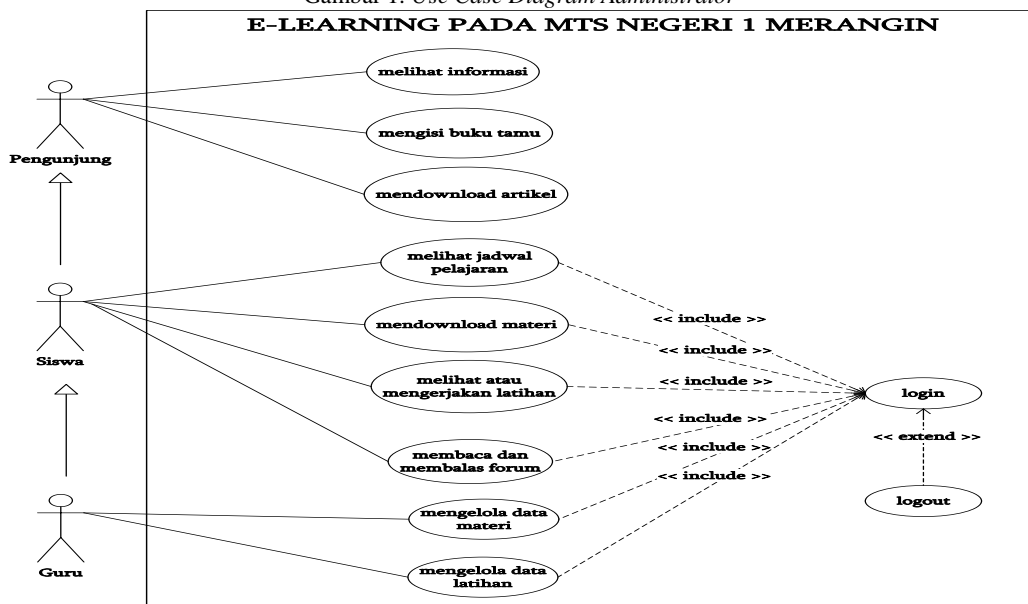 Gambar 1. Use Case Diagram Administrator
E-LEARNING PADA MTS NEGERI 1 MERANGIN
melihat informasi
mengisi buku tamu
Pengunjung
mendownload artikel
melihat jadwal
pelajaran
<< include >>
mendownload materi
<< include >>
Siswa
melihat atau
mengerjakan latihan
<< include >>
login
<< include >>
membaca dan
membalas forum
<< include >>
<< extend >>
<< include >>
logout
mengelola data
materi
Guru
mengelola data
latihan